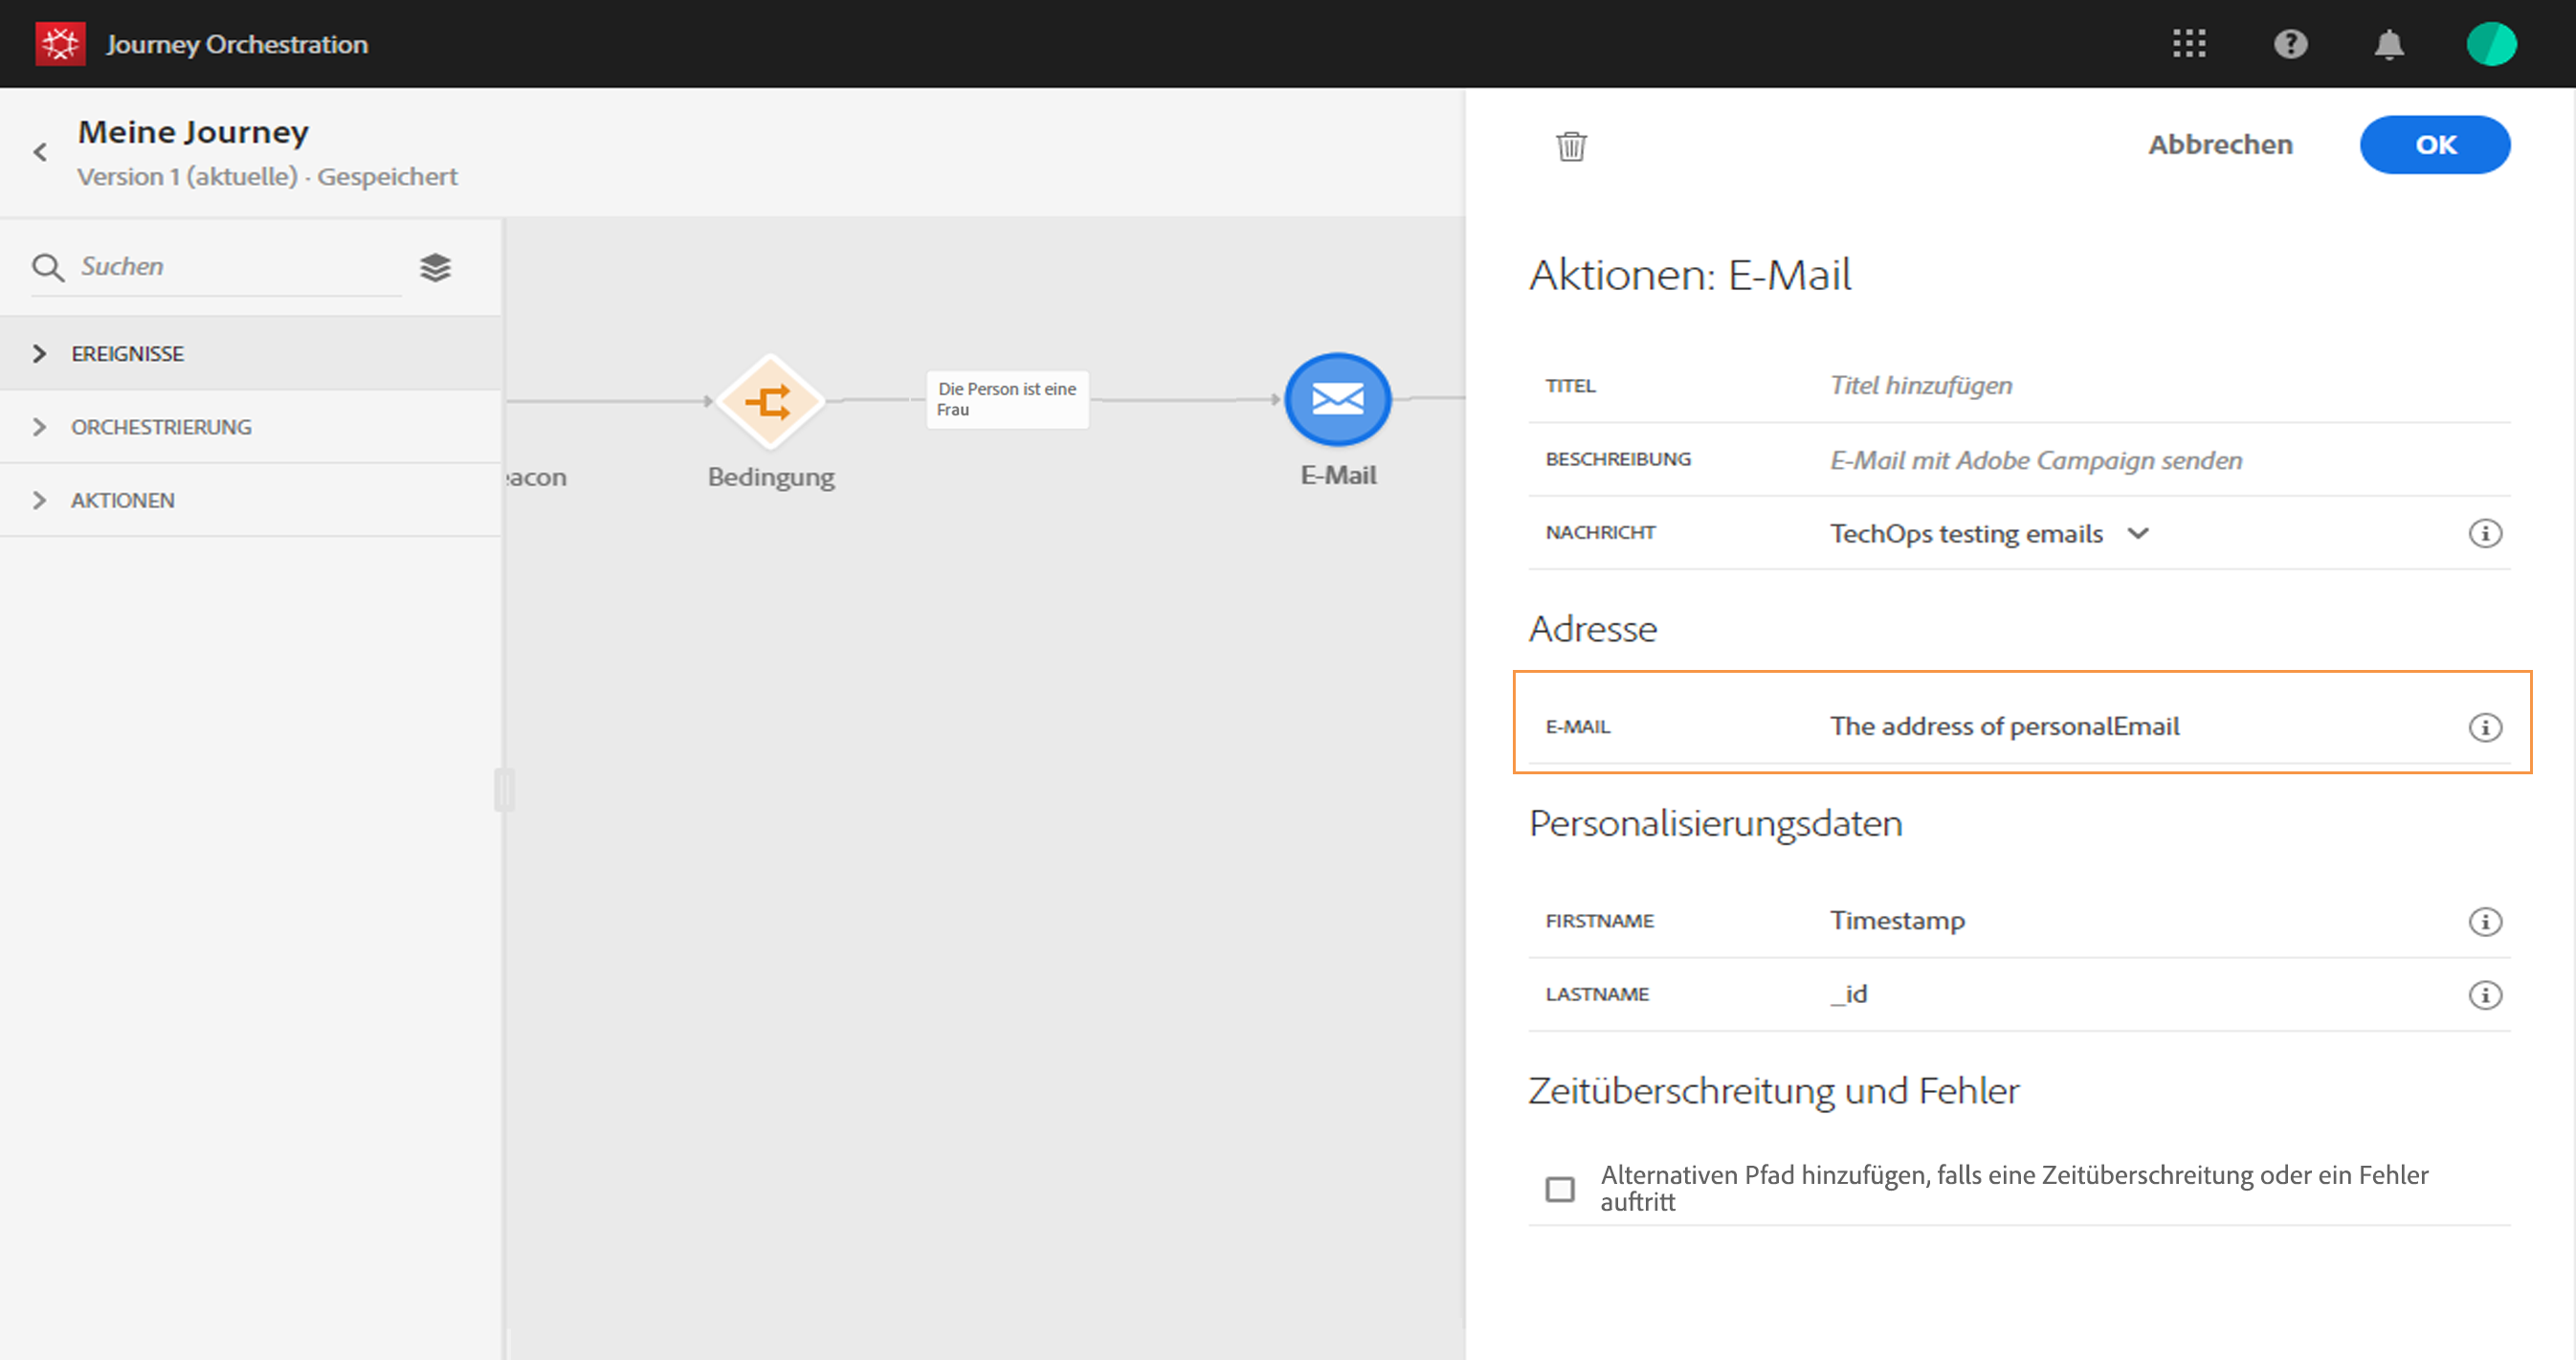 Journey Orchestration
Meine Journey
Version 1 (aktuelle) · Gespeichert
Abbrechen
OK
Suchen
EREIGNISSE
ORCHESTRIERUNG
AKTIONEN
eacon
Bedingung
Die Person ist eine
Frau
E-Mail
Aktionen: E-Mail
TITEL Titel hinzufügen
BESCHREIBUNG E-Mail mit Adobe Campaign senden
NACHRICHT TechOps testing emails
Adresse
E-MAIL The address of personalEmail
Personalisierungsdaten
FIRSTNAME Timestamp
LASTNAME _id
Zeitüberschreitung und Fehler
Alternativen Pfad hinzufügen, falls eine Zeitüberschreitung oder ein Fehler
auftritt